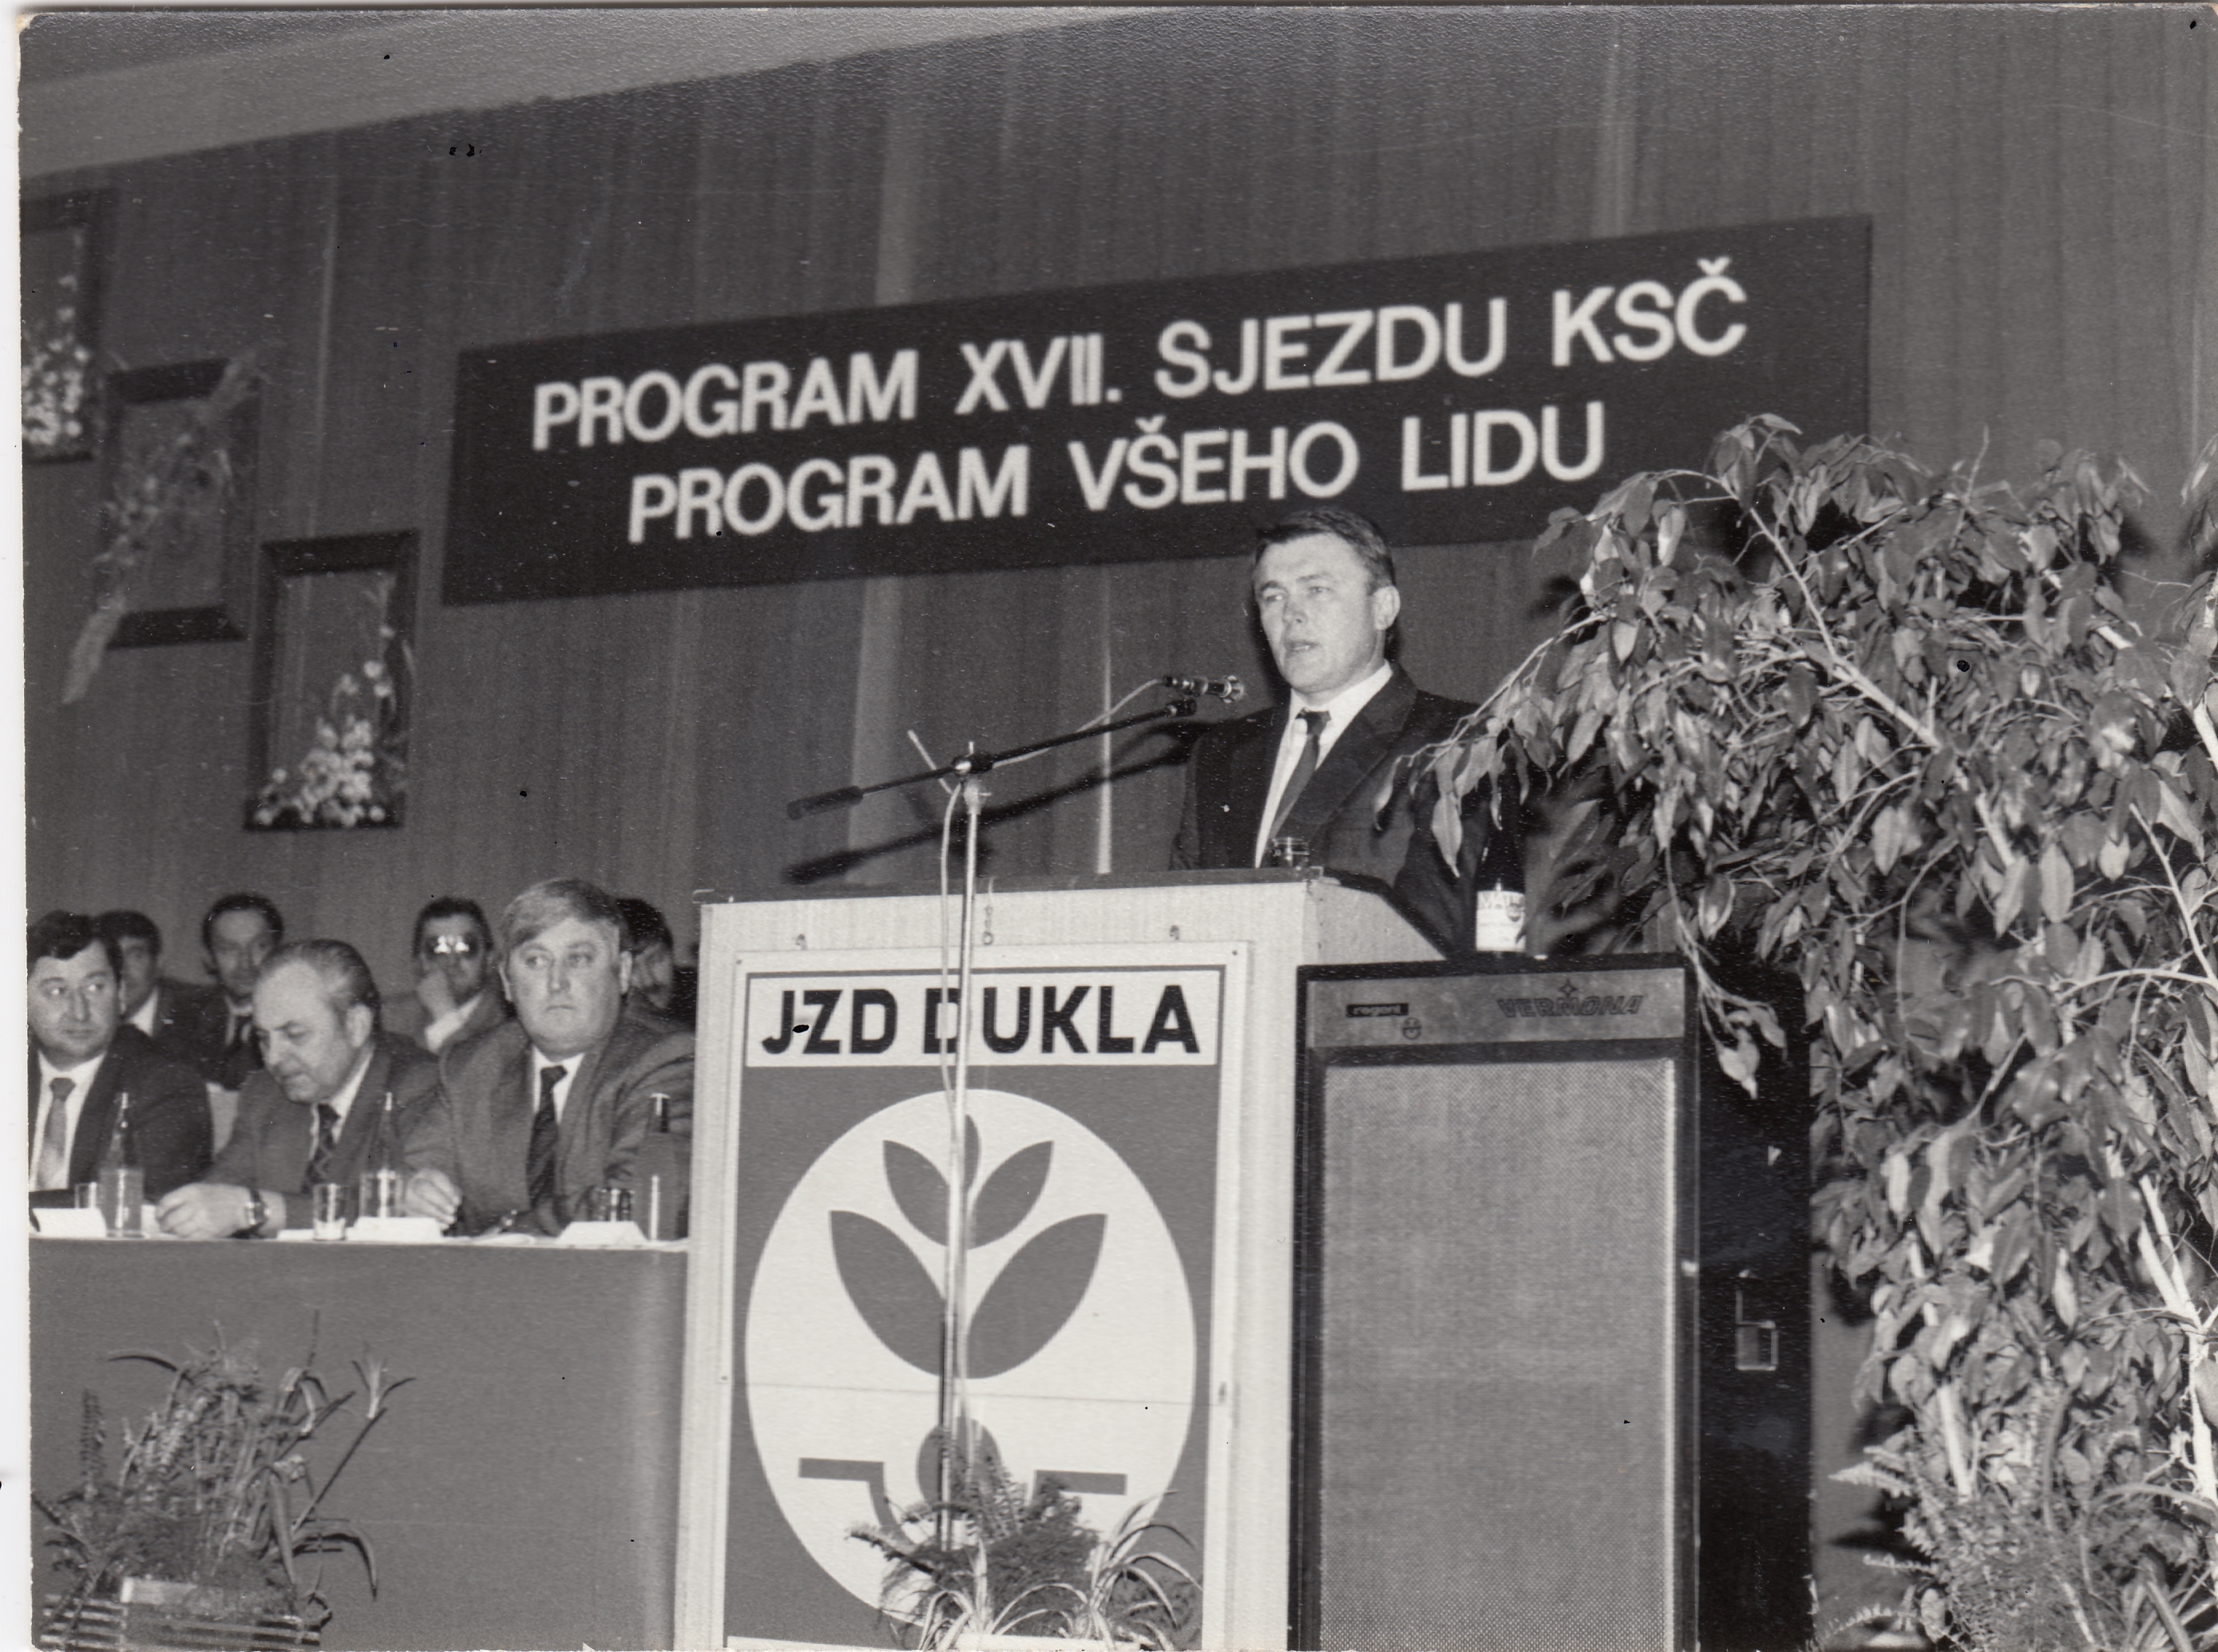 PROGRAM XVII. SJEZDU KSČ
PROGRAM VŠEHO LIDU
JZD DUKLA
VERMONA